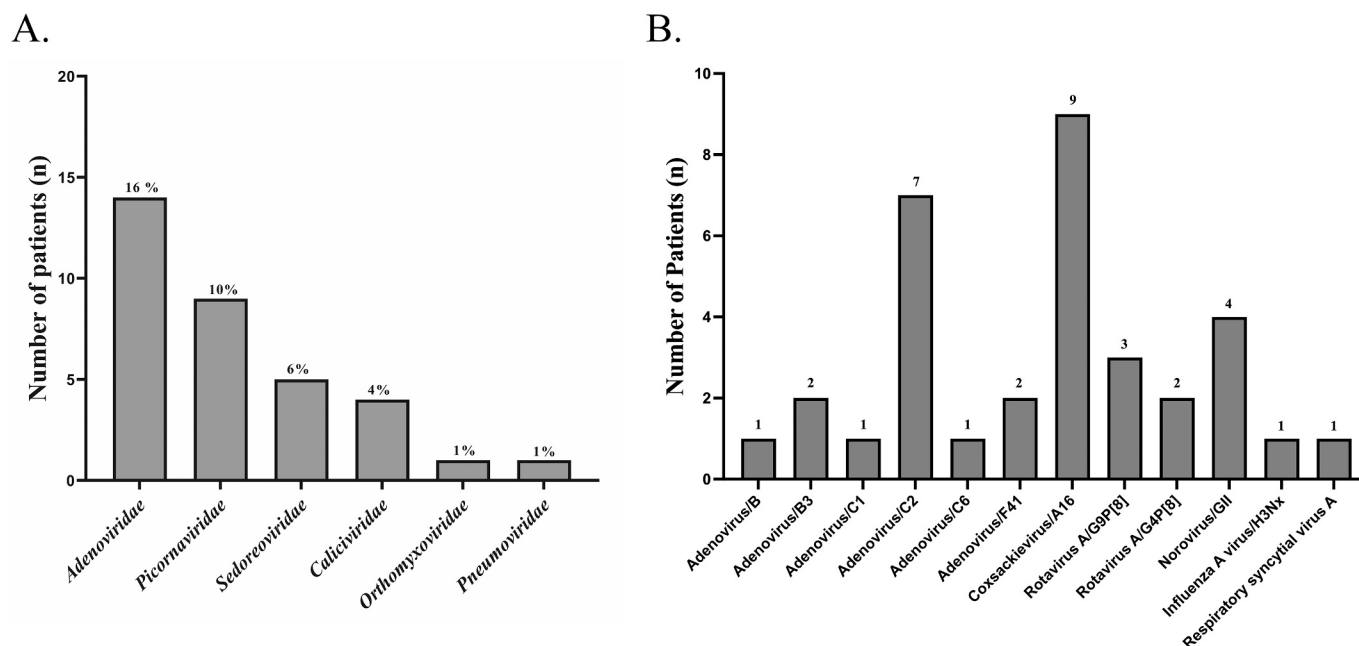 A.
Number of patients (n)
20
15
10
5
0
16 %
10%
6%
4%
1%
1%
Adenoviridae
Picornaviridae
Sedoreoviridae
Caliciviridae
Orthomyxoviridae
Pneumoviridae
B.
Number of Patients (n)
10
8
6
4
2
0
1
2
1
7
1
2
9
3
2
4
1
1
Adenovirus/B
Adenovirus/B3
Adenovirus/C1
Adenovirus/C2
Adenovirus/C6
Adenovirus/F41
Coxsackievirus/A16
Rotavirus A/G9P[8]
Rotavirus A/G4P[8]
Norovirus/GII
Influenza A virus/H3Nx
Respiratory syncytial virus A